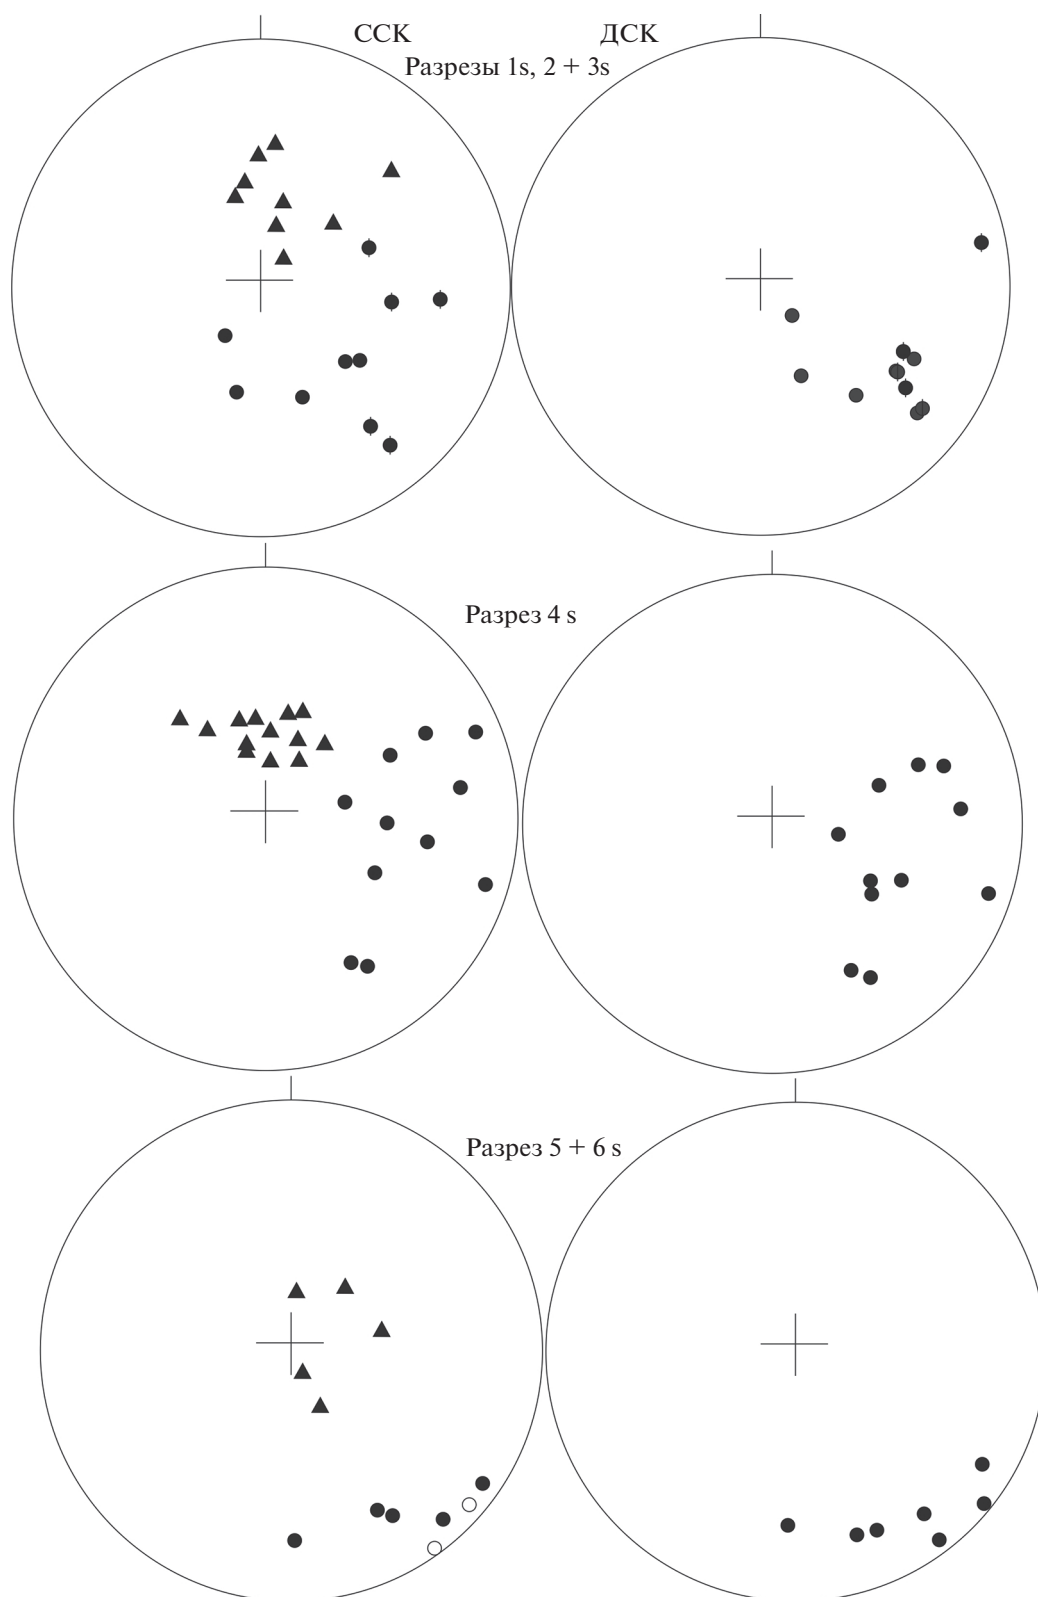 ССК
ДСК
Разрезы 1s, 2 + 3s
Разрез 4 s
Разрез 5 + 6 s